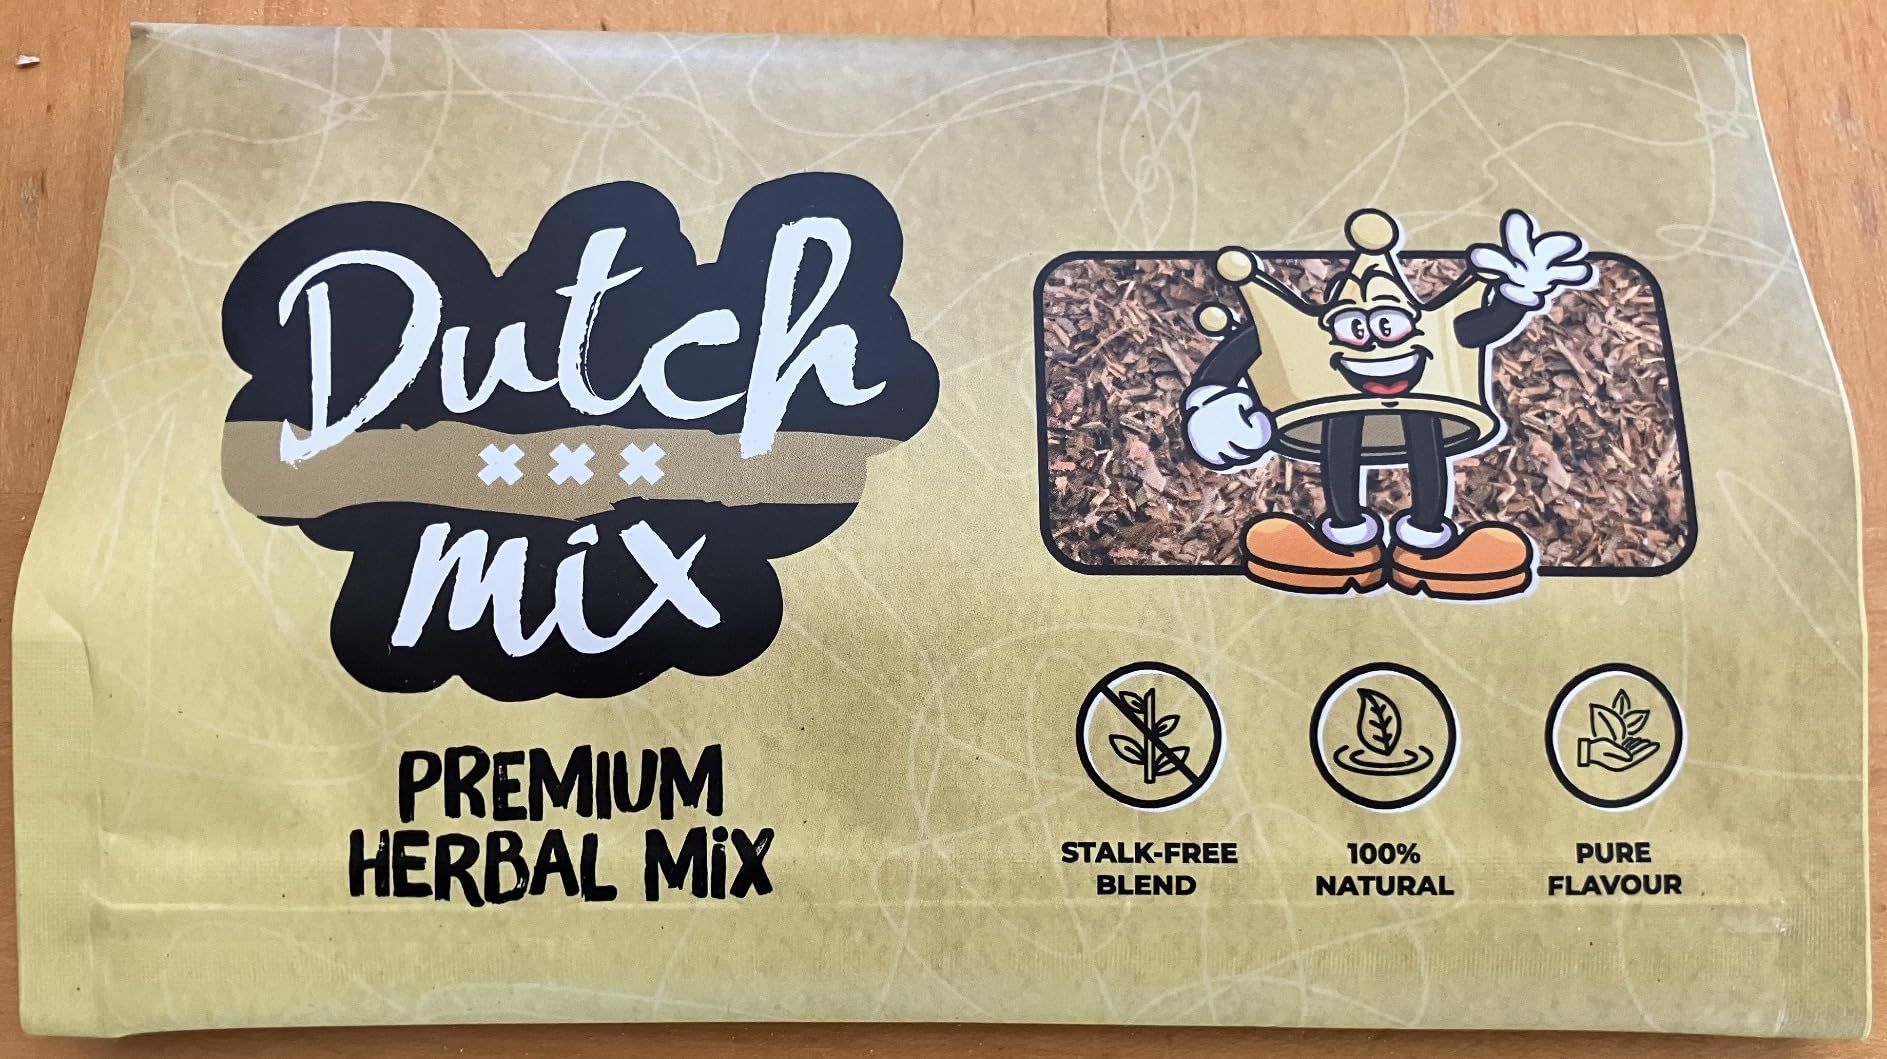 Dutch
×××
mix
PREMIUM
HERBAL MiX
STALK-FREE
BLEND
100%
NATURAL
PURE
FLAVOUR